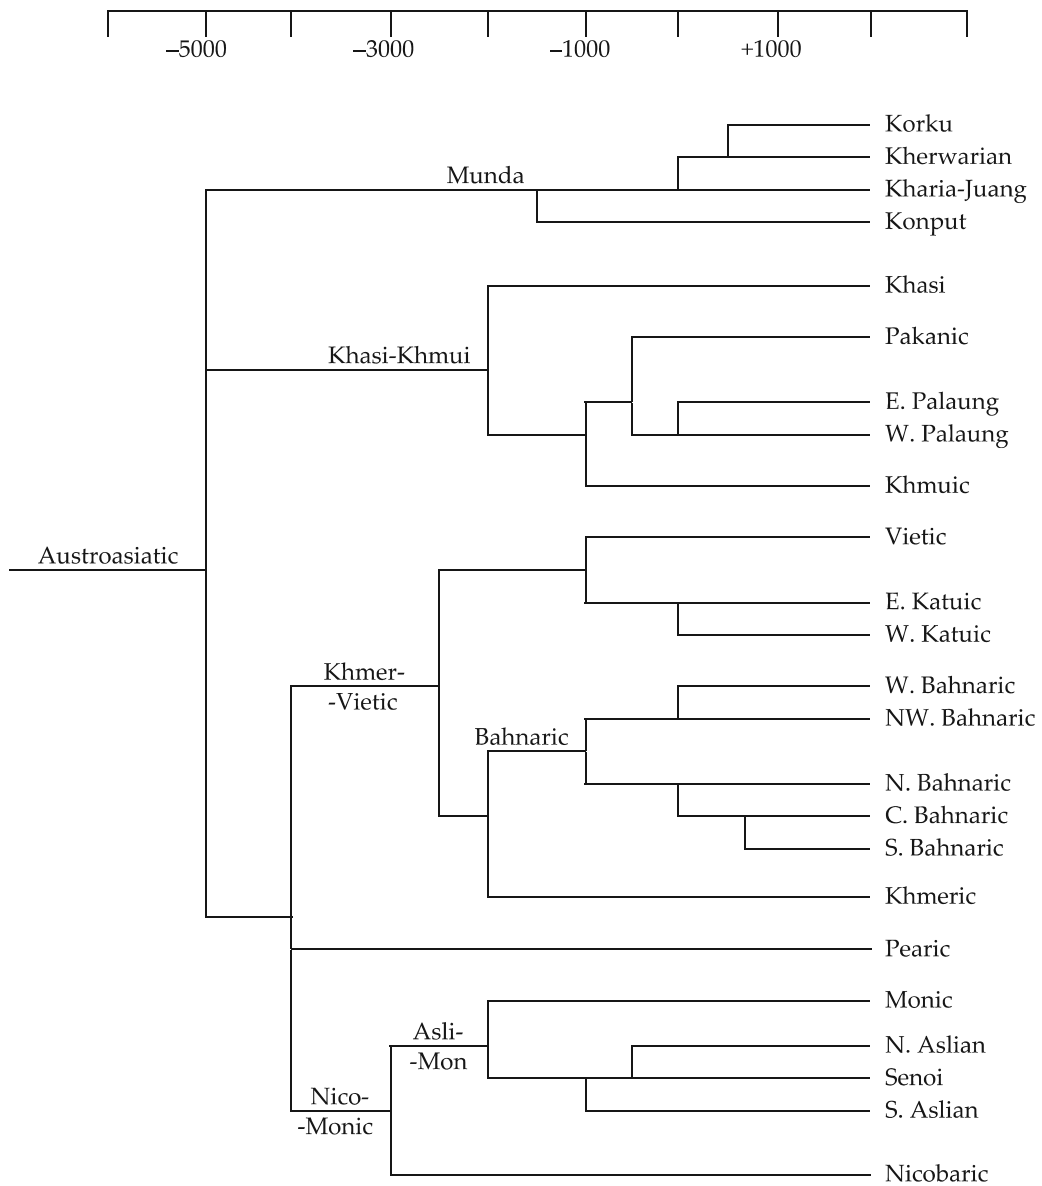 –5000 –3000 –1000 +1000
Korku
Kherwarian
Munda
Kharia-Juang
Konput
Khasi
Pakanic
Khasi-Khmui
E. Palaung
W. Palaung
Khmuic
Vietic
Austroasiatic
E. Katuic
W. Katuic
Khmer-
-Vietic
W. Bahnaric
NW. Bahnaric
Bahnaric
N. Bahnaric
C. Bahnaric
S. Bahnaric
Khmeric
Pearic
Monic
Asli-
-Mon
N. Aslian
Senoi
Nico-
-Monic
S. Aslian
Nicobaric